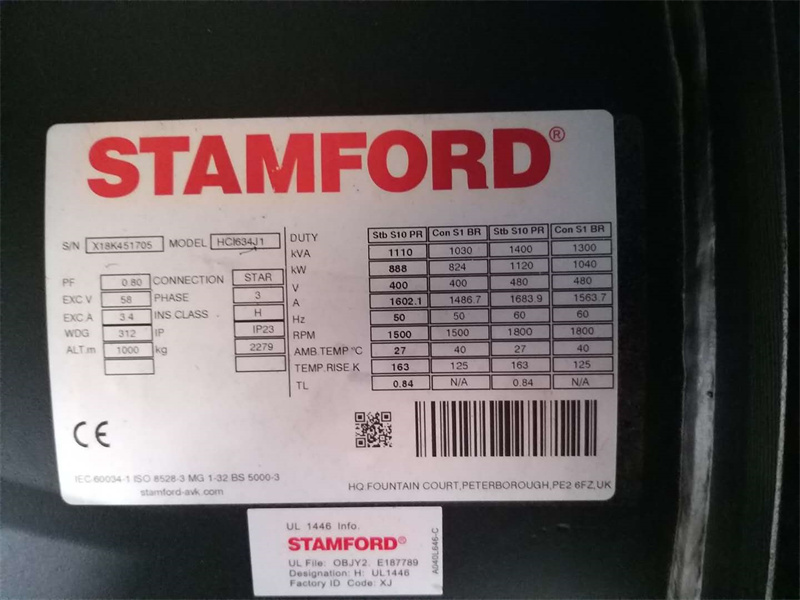 STAMFORD®
S/N X18K451705 MODEL HCI634J1
PF 0.80 CONNECTION STAR
EXC V 58 PHASE 3
EXC A 3.4 INS CLASS H
WDG 312 IP IP23
ALT.m 1000 kg 2279
DUTY Stb S10 PR Con S1 BR Stb S10 PR Con S1 BR
kVA 1110 1030 1400 1300
kW 888 824 1120 1040
V 400 400 480 480
A 1602.1 1486.7 1683.9 1563.7
Hz 50 50 60 60
RPM 1500 1500 1800 1800
AMB.TEMP °C 27 40 27 40
TEMP.RISE.K 163 125 163 125
TL 0.84 N/A 0.84 N/A
CE
IEC 60034-1 ISO 8528-3 MG 1-32 BS 5000-3
stamford-avk.com
HQ:FOUNTAIN COURT,PETERBOROUGH,PE2 6FZ,UK
UL 1446 Info.
STAMFORD®
UL File: OBJY2. E187789
Designation: H: UL1446
Factory ID Code: XJ
A040L646-C